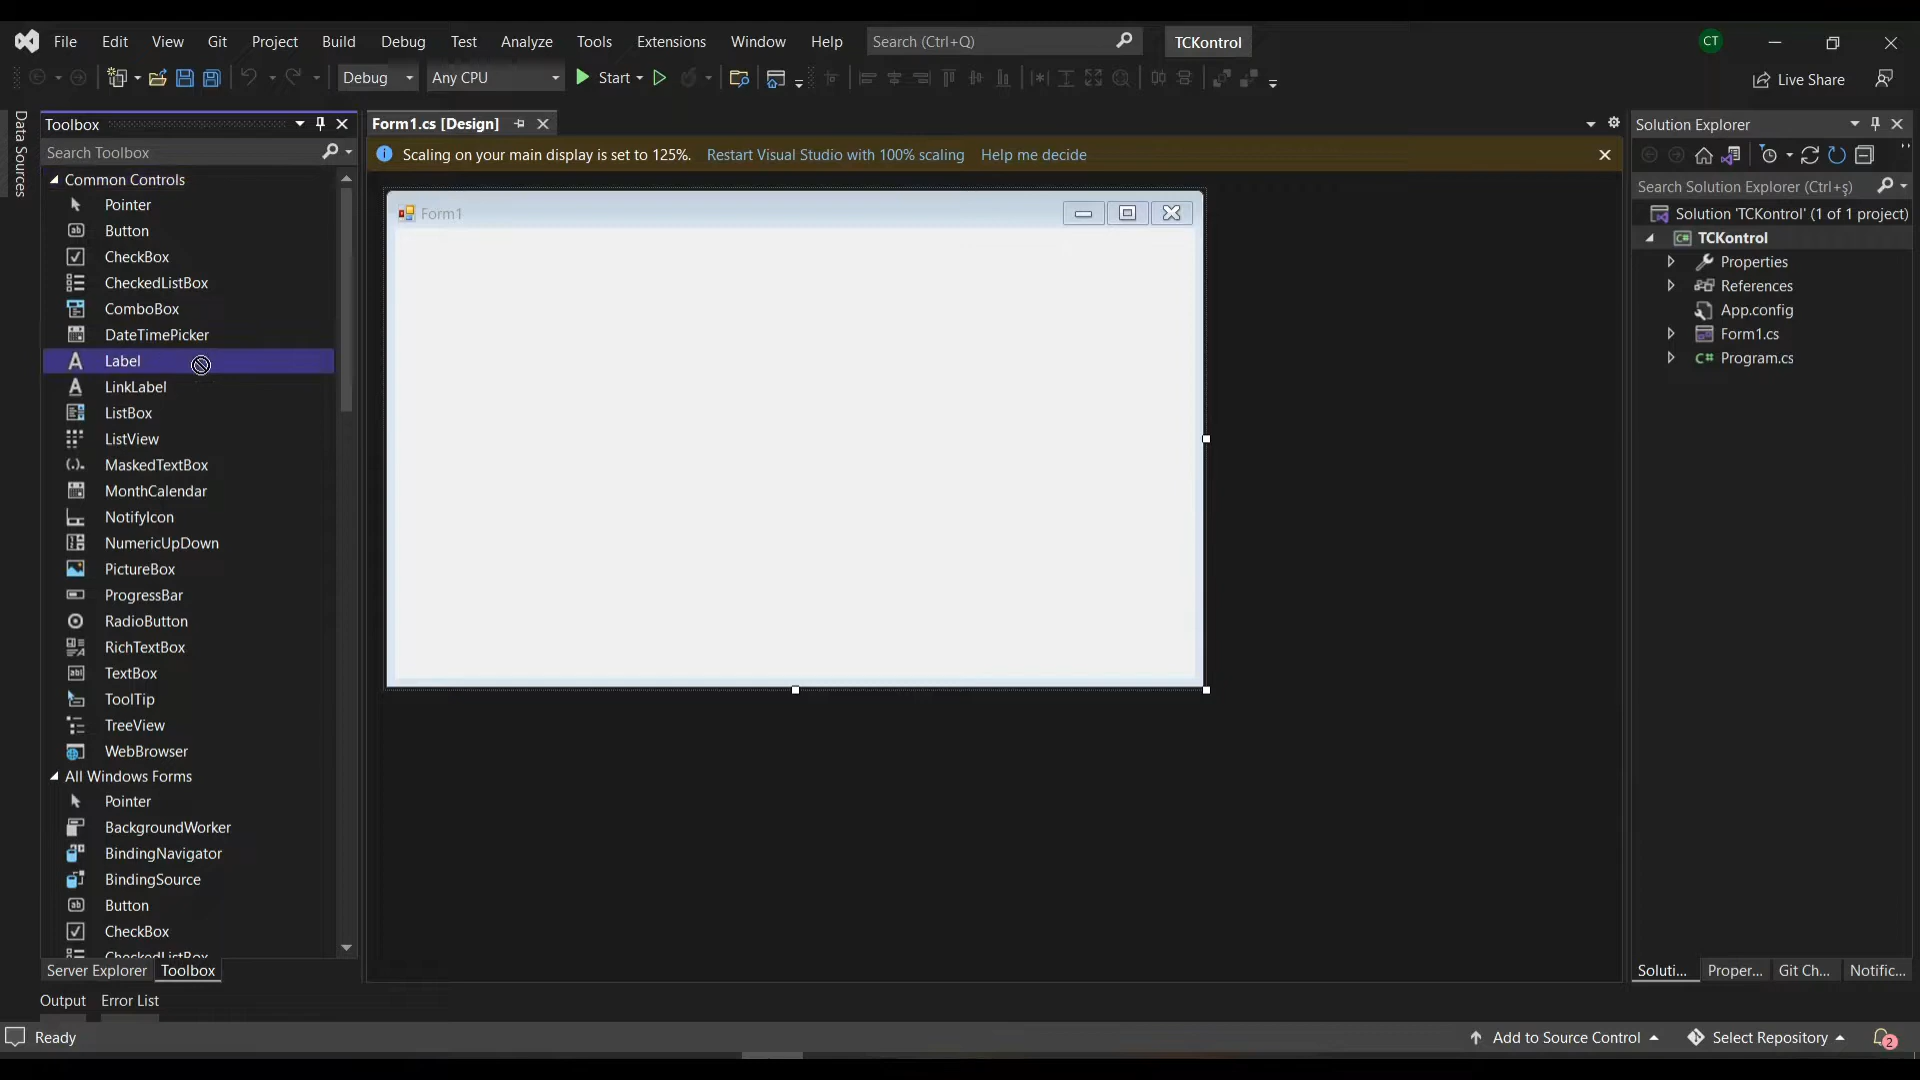 File Edit View Git Project Build Debug Test Analyze Tools Extensions Window Help Search (Ctrl+Q) TCKontrol CT
Debug Any CPU Start Live Share
Data Sources
Toolbox
Search Toolbox
Common Controls
Pointer
Button
CheckBox
CheckedListBox
ComboBox
DateTimePicker
Label
LinkLabel
ListBox
ListView
MaskedTextBox
MonthCalendar
NotifyIcon
NumericUpDown
PictureBox
ProgressBar
RadioButton
RichTextBox
TextBox
ToolTip
TreeView
WebBrowser
All Windows Forms
Pointer
BackgroundWorker
BindingNavigator
BindingSource
Button
CheckBox
CheckedListBox
Server Explorer Toolbox
Form1.cs [Design]
Scaling on your main display is set to 125%. Restart Visual Studio with 100% scaling Help me decide
Form1
Solution Explorer
Search Solution Explorer (Ctrl+ş)
Solution 'TCKontrol' (1 of 1 project)
TCKontrol
Properties
References
App.config
Form1.cs
Program.cs
Soluti... Proper... Git Ch... Notific...
Output Error List
Ready Add to Source Control Select Repository 2